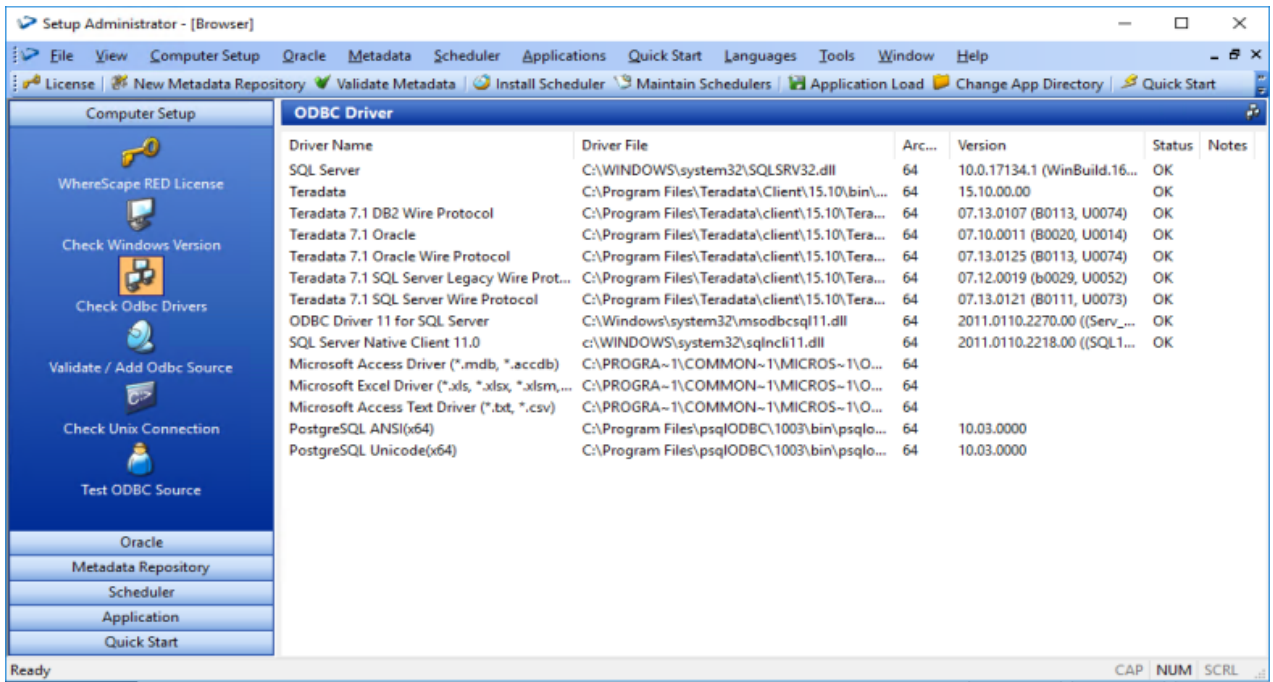 Setup Administrator - [Browser]
File View Computer Setup Oracle Metadata Scheduler Applications Quick Start Languages Tools Window Help
License New Metadata Repository Validate Metadata Install Scheduler Maintain Schedulers Application Load Change App Directory Quick Start
Computer Setup
WhereScape RED License
Check Windows Version
Check Odbc Drivers
Validate / Add Odbc Source
C:>
Check Unix Connection
Test ODBC Source
Oracle
Metadata Repository
Scheduler
Application
Quick Start
ODBC Driver
Driver Name Driver File Arc... Version Status Notes
SQL Server C:\WINDOWS\system32\SQLSRV32.dll 64 10.0.17134.1 (WinBuild.16... OK
Teradata C:\Program Files\Teradata\Client\15.10\bin\... 64 15.10.00.00 OK
Teradata 7.1 DB2 Wire Protocol C:\Program Files\Teradata\client\15.10\Tera... 64 07.13.0107 (B0113, U0074) OK
Teradata 7.1 Oracle C:\Program Files\Teradata\client\15.10\Tera... 64 07.10.0011 (B0020, U0014) OK
Teradata 7.1 Oracle Wire Protocol C:\Program Files\Teradata\client\15.10\Tera... 64 07.13.0125 (B0113, U0074) OK
Teradata 7.1 SQL Server Legacy Wire Prot... C:\Program Files\Teradata\client\15.10\Tera... 64 07.12.0019 (b0029, U0052) OK
Teradata 7.1 SQL Server Wire Protocol C:\Program Files\Teradata\client\15.10\Tera... 64 07.13.0121 (B0111, U0073) OK
ODBC Driver 11 for SQL Server C:\Windows\system32\msodbcsql11.dll 64 2011.0110.2270.00 ((Serv_... OK
SQL Server Native Client 11.0 c:\WINDOWS\system32\sqlncli11.dll 64 2011.0110.2218.00 ((SQL1... OK
Microsoft Access Driver (*.mdb, *.accdb) C:\PROGRA~1\COMMON~1\MICROS~1\O... 64
Microsoft Excel Driver (*.xls, *.xlsx, *.xlsm,... C:\PROGRA~1\COMMON~1\MICROS~1\O... 64
Microsoft Access Text Driver (*.txt, *.csv) C:\PROGRA~1\COMMON~1\MICROS~1\O... 64
PostgreSQL ANSI(x64) C:\Program Files\psqlODBC\1003\bin\psqlo... 64 10.03.0000
PostgreSQL Unicode(x64) C:\Program Files\psqlODBC\1003\bin\psqlo... 64 10.03.0000
Ready CAP NUM SCRL